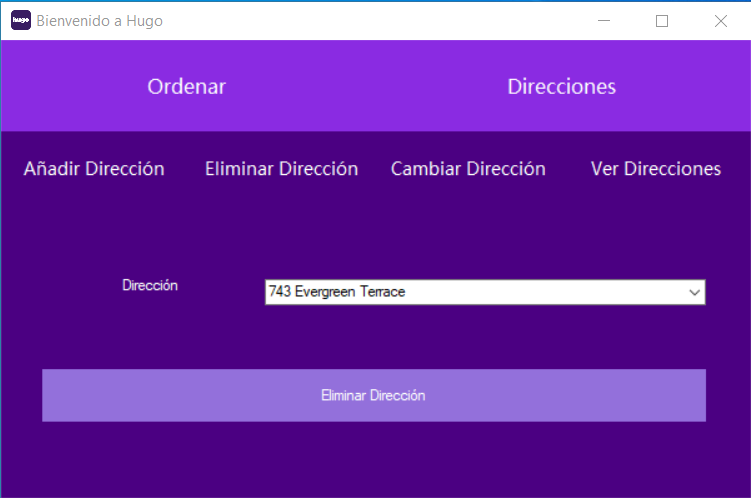 hugo Bienvenido a Hugo
Ordenar Direcciones
Añadir Dirección Eliminar Dirección Cambiar Dirección Ver Direcciones
Dirección 743 Evergreen Terrace
Eliminar Dirección